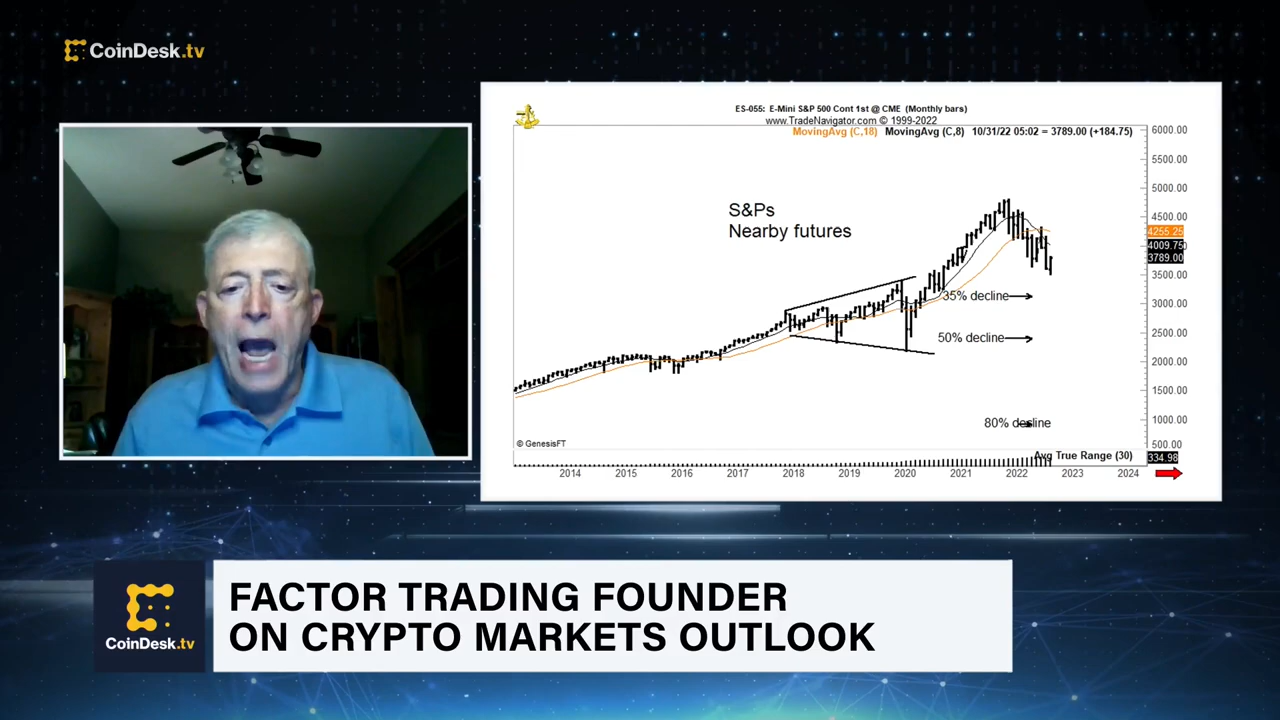 CoinDesk.tv
ES-055: E-Mini S&P 500 Cont 1st @ CME (Monthly bars)
www.TradeNavigator.com © 1999-2022
MovingAvg (C,18) MovingAvg (C,8) 10/31/22 05:02 = 3789.00 (+184.75)
6000.00
5500.00
5000.00
4500.00
4255.25
4009.75
3789.00
3500.00
3000.00
2500.00
2000.00
1500.00
1000.00
500.00
334.98
S&Ps
Nearby futures
35% decline
50% decline
80% decline
© GenesisFT
Avg True Range (30)
2014 2015 2016 2017 2018 2019 2020 2021 2022 2023 2024
FACTOR TRADING FOUNDER
ON CRYPTO MARKETS OUTLOOK
CoinDesk.tv